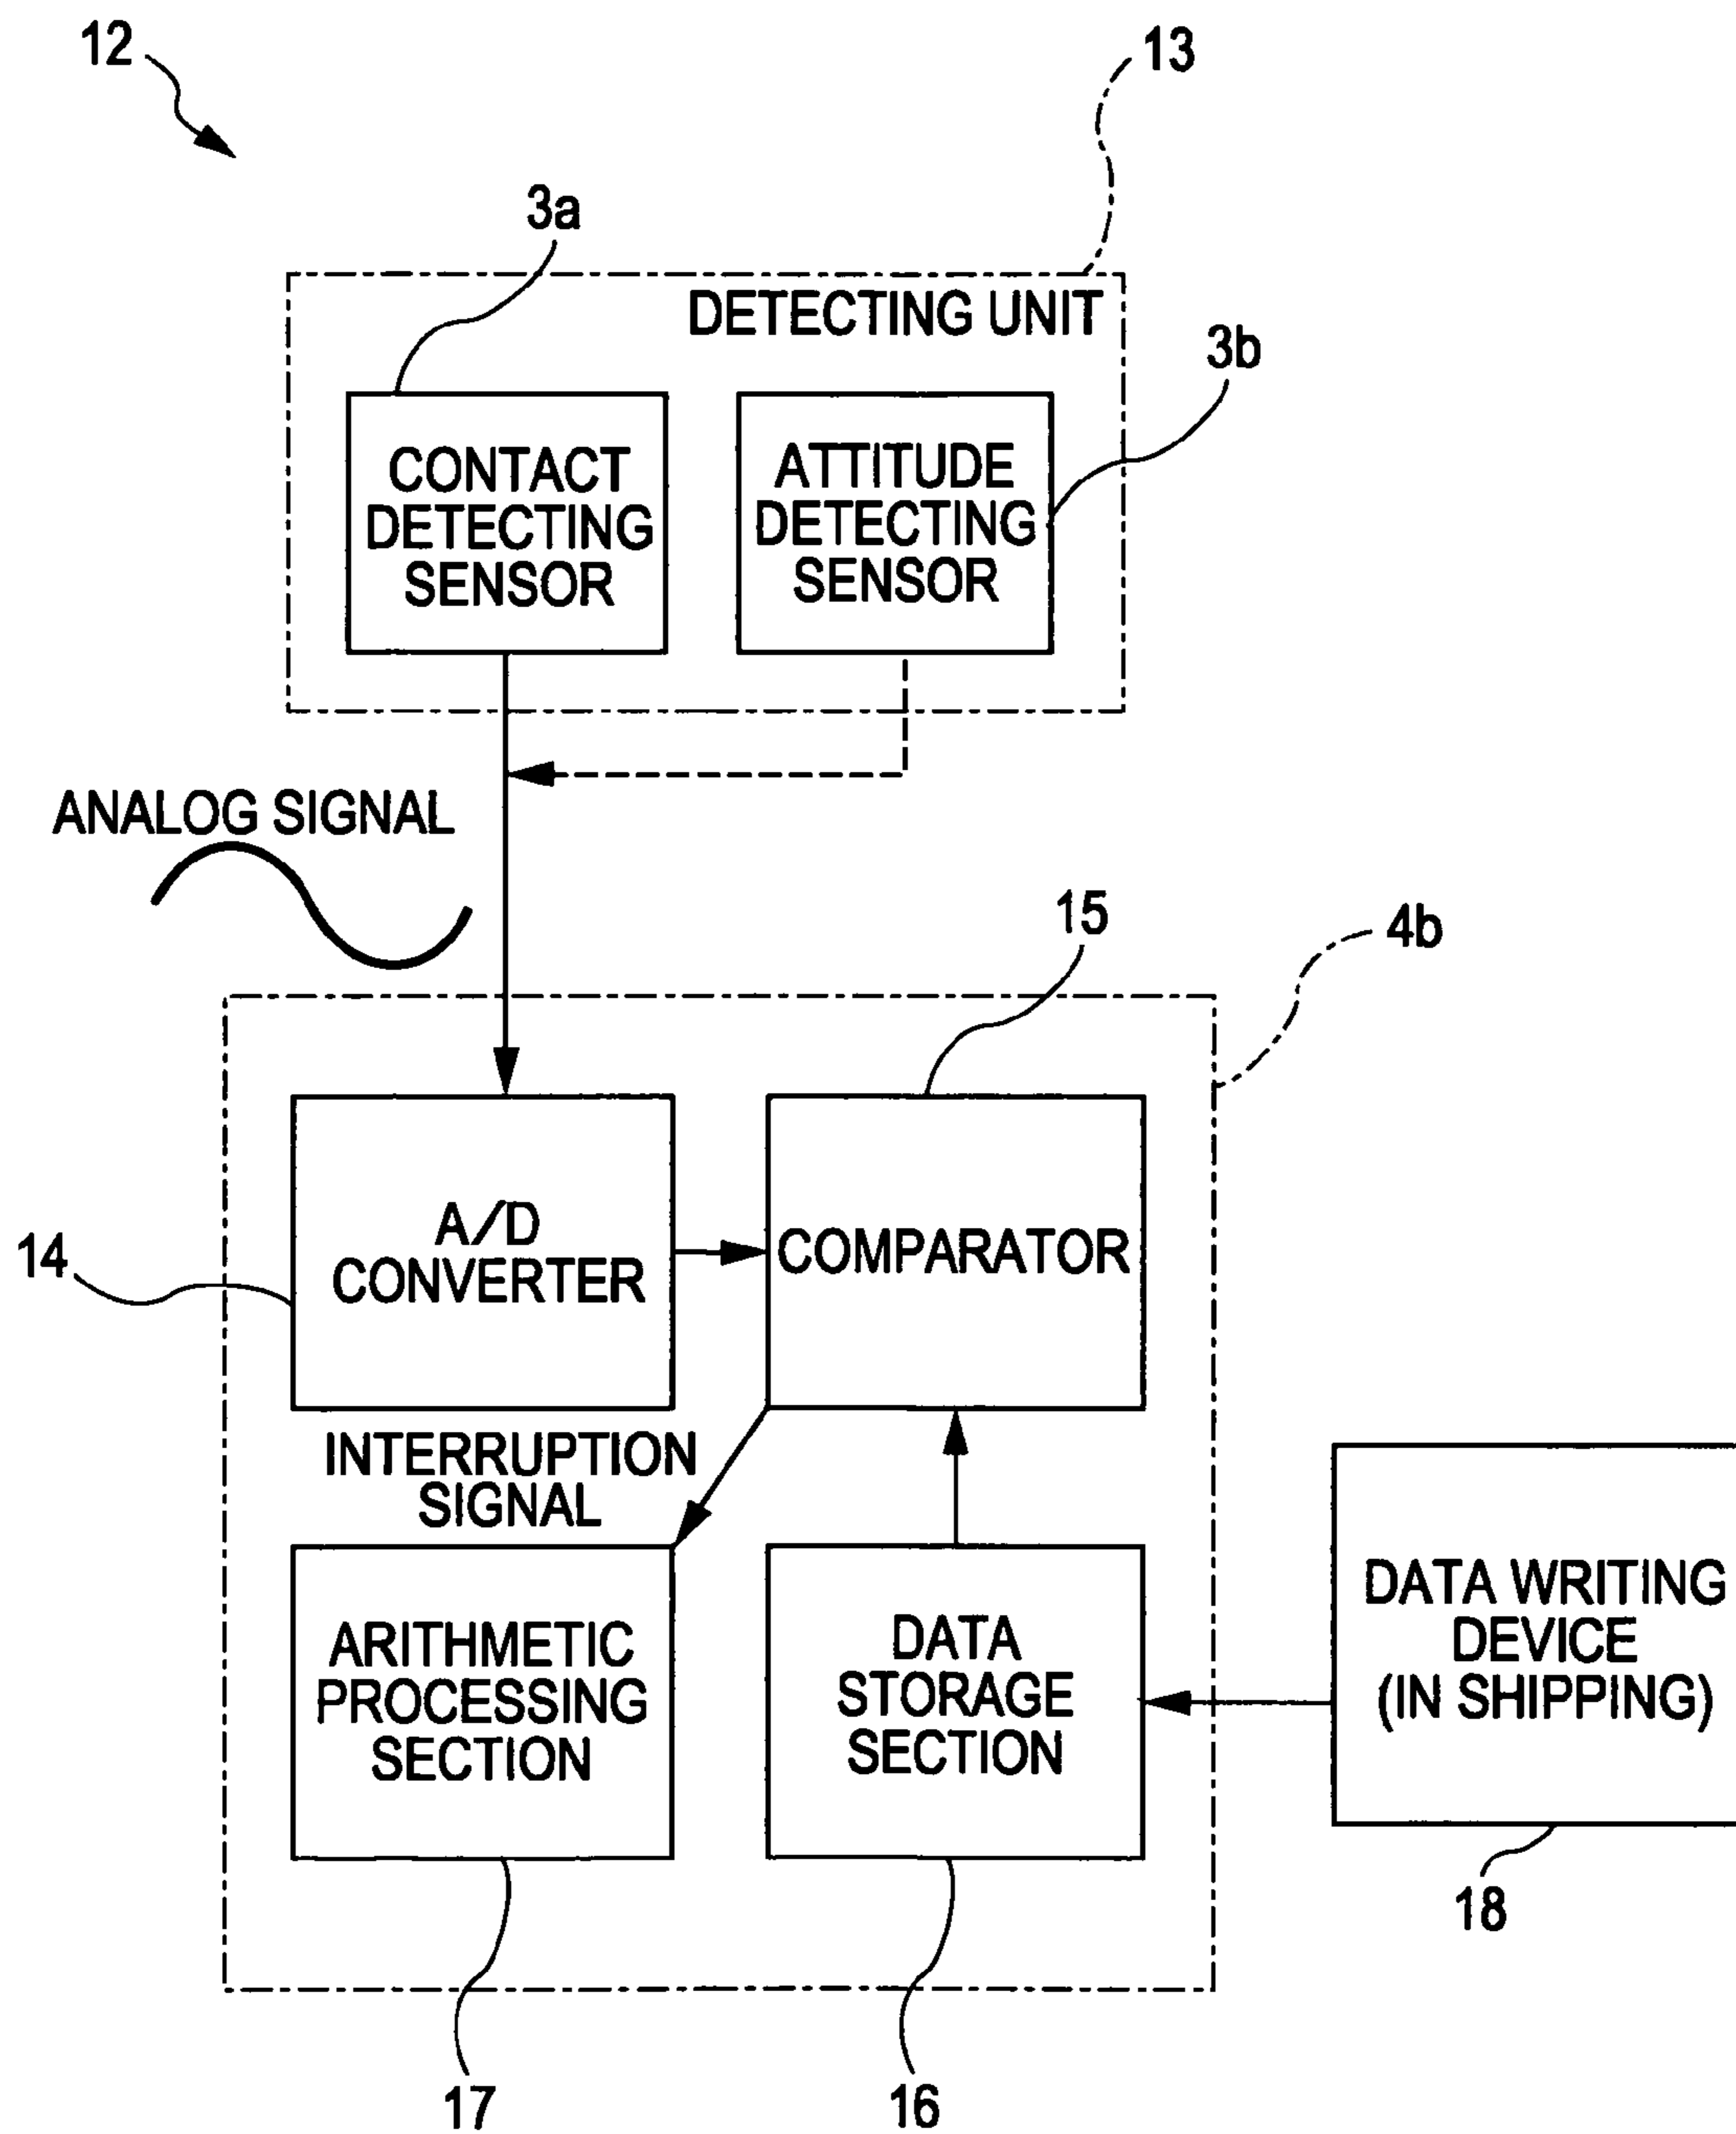 12
13
3a
DETECTING UNIT
3b
CONTACT
DETECTING
SENSOR
ATTITUDE
DETECTING
SENSOR
ANALOG SIGNAL
15
4b
14
A/D
CONVERTER
COMPARATOR
INTERRUPTION
SIGNAL
ARITHMETIC
PROCESSING
SECTION
DATA
STORAGE
SECTION
DATA WRITING
DEVICE
(IN SHIPPING)
18
17
16